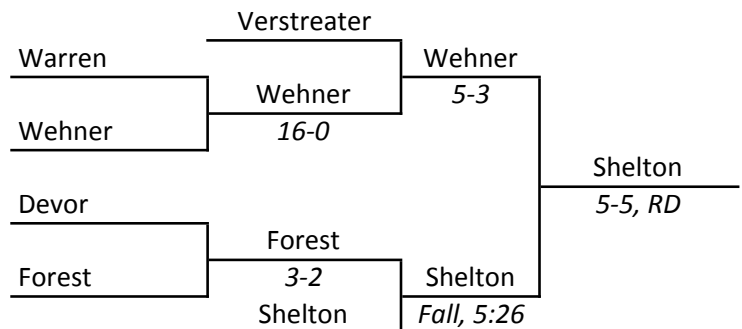 Verstreater
Warren
Wehner
Wehner
5-3
Wehner
16-0
Shelton
5-5, RD
Devor
Forest
Forest
3-2
Shelton
Shelton
Fall, 5:26